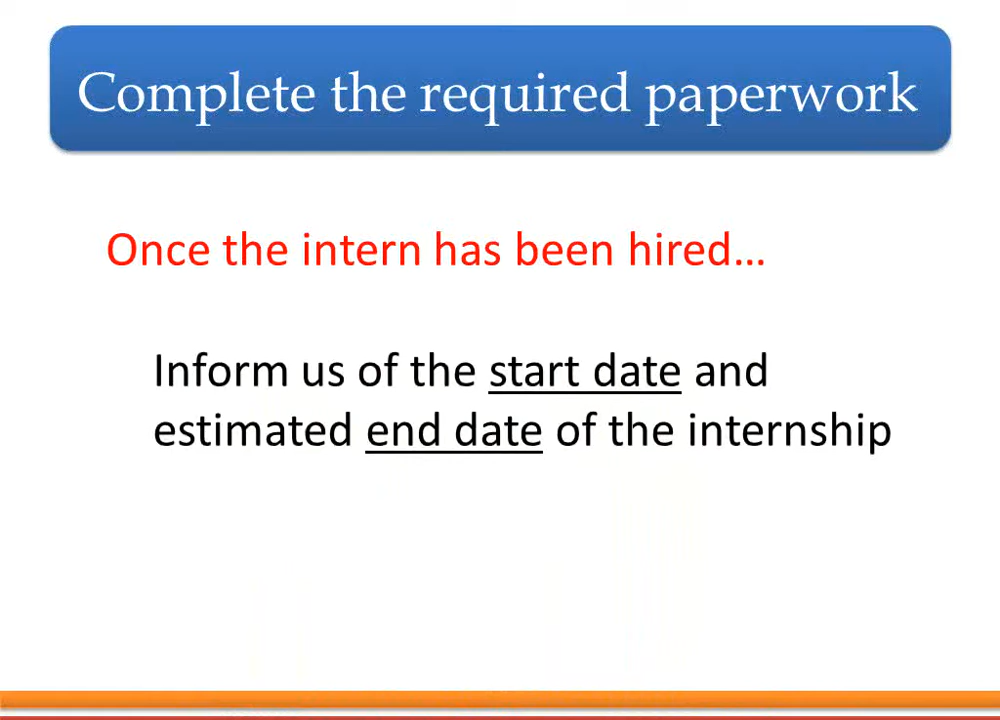 Complete the required paperwork
Once the intern has been hired...
Inform us of the start date and
estimated end date of the internship